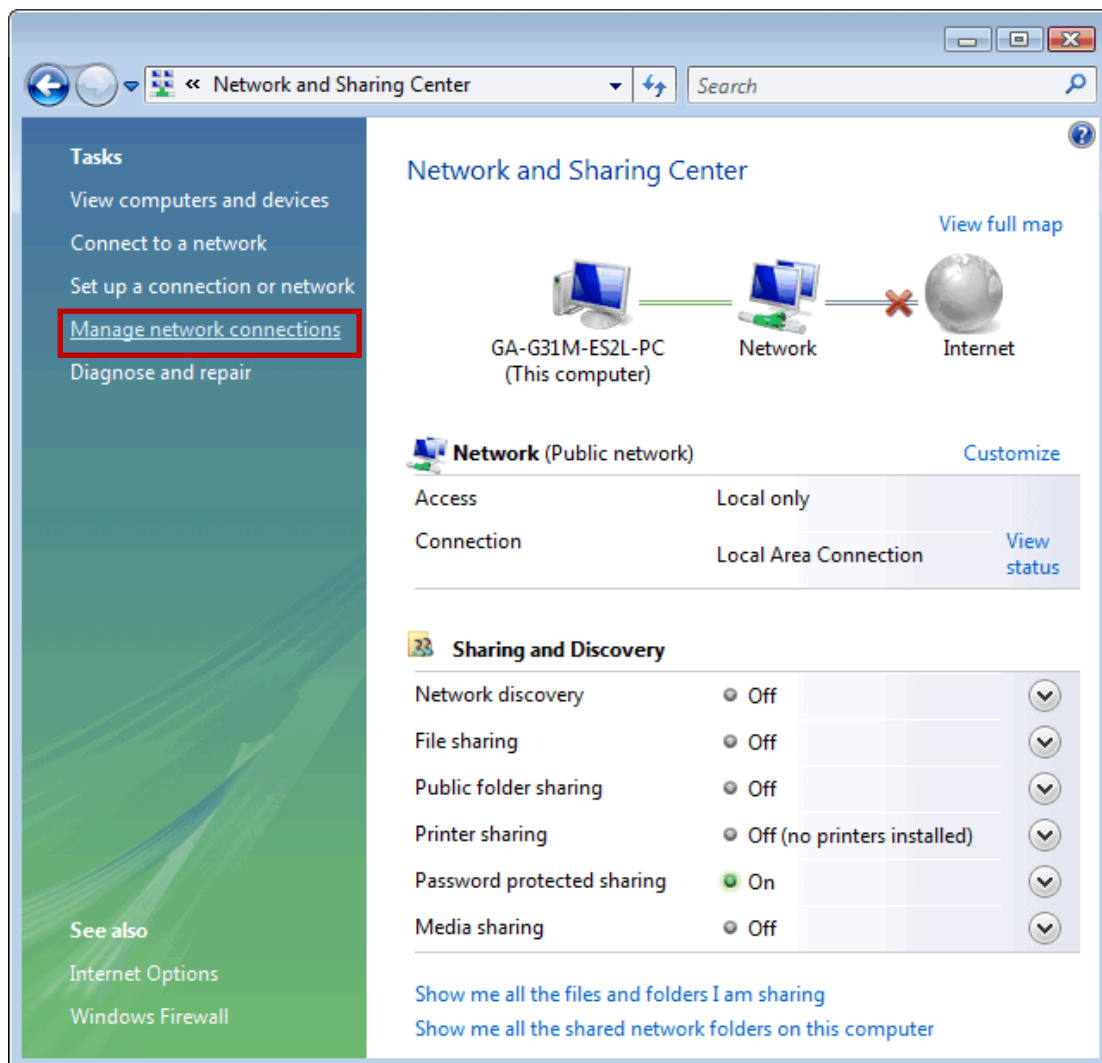 « Network and Sharing Center
Search
Tasks
View computers and devices
Connect to a network
Set up a connection or network
Manage network connections
Diagnose and repair
See also
Internet Options
Windows Firewall
Network and Sharing Center
View full map
GA-G31M-ES2L-PC
(This computer)
Network
Internet
Network (Public network)
Customize
Access
Local only
Connection
Local Area Connection
View
status
Sharing and Discovery
Network discovery
Off
File sharing
Off
Public folder sharing
Off
Printer sharing
Off (no printers installed)
Password protected sharing
On
Media sharing
Off
Show me all the files and folders I am sharing
Show me all the shared network folders on this computer